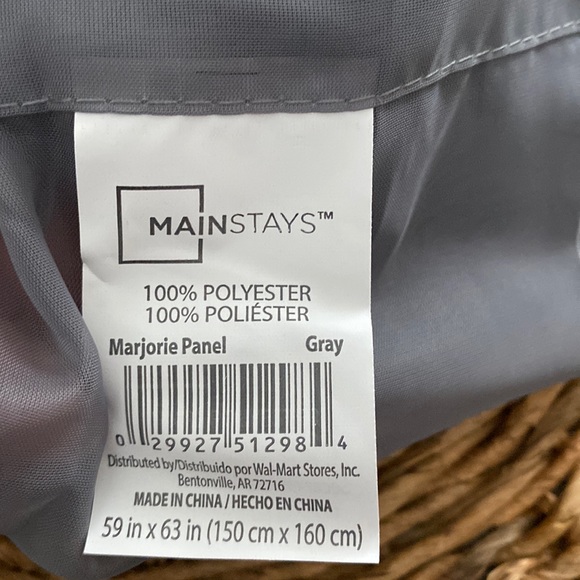 MAINSTAYS™
100% POLYESTER
100% POLIÉSTER
Marjorie Panel Gray
0 29927 51298 4
Distributed by/Distribuido por Wal-Mart Stores, Inc.
Bentonville, AR 72716
MADE IN CHINA / HECHO EN CHINA
59 in x 63 in (150 cm x 160 cm)